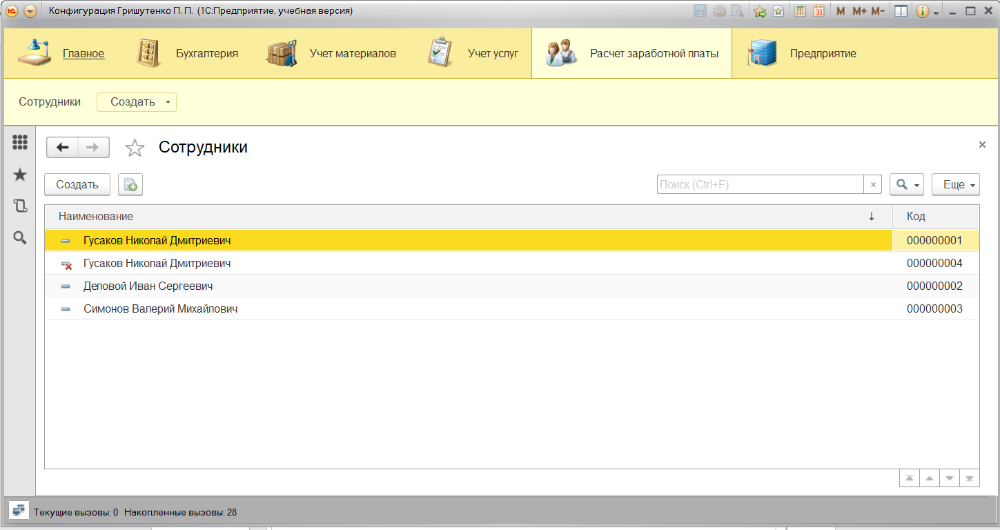 Конфигурация Гришутенко П. П. (1С:Предприятие, учебная версия)
31 M M+ M-
Главное Бухгалтерия Учет материалов Учет услуг Расчет заработной платы Предприятие
Сотрудники Создать
Сотрудники
Создать Поиск (Ctrl+F) × Еще
Наименование ↓ Код
Гусаков Николай Дмитриевич 000000001
Гусаков Николай Дмитриевич 000000004
Деловой Иван Сергеевич 000000002
Симонов Валерий Михайлович 000000003
Текущие вызовы: 0 Накопленные вызовы: 28